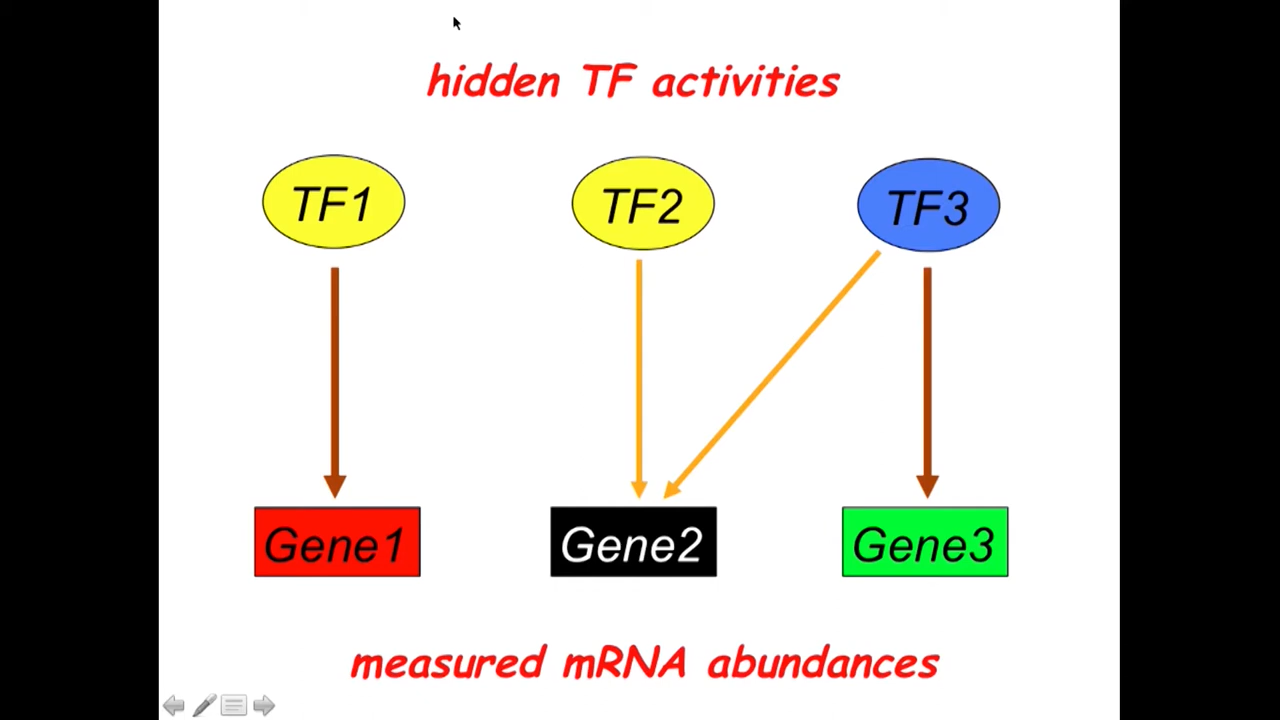 hidden TF activities
TF1 TF2 TF3
Gene1 Gene2 Gene3
measured mRNA abundances